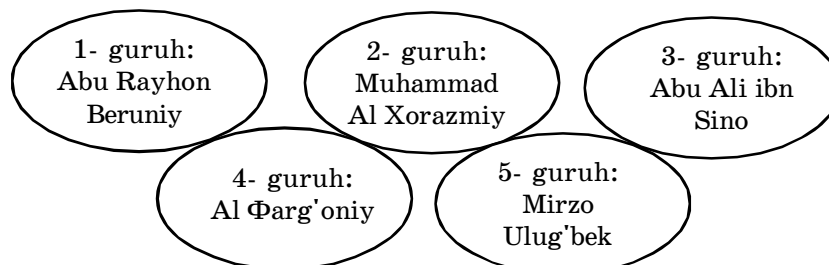 1- guruh:
Abu Rayhon
Beruniy
2- guruh:
Muhammad
Al Xorazmiy
3- guruh:
Abu Ali ibn
Sino
4- guruh:
Al Фarg'oniy
5- guruh:
Mirzo
Ulug'bek